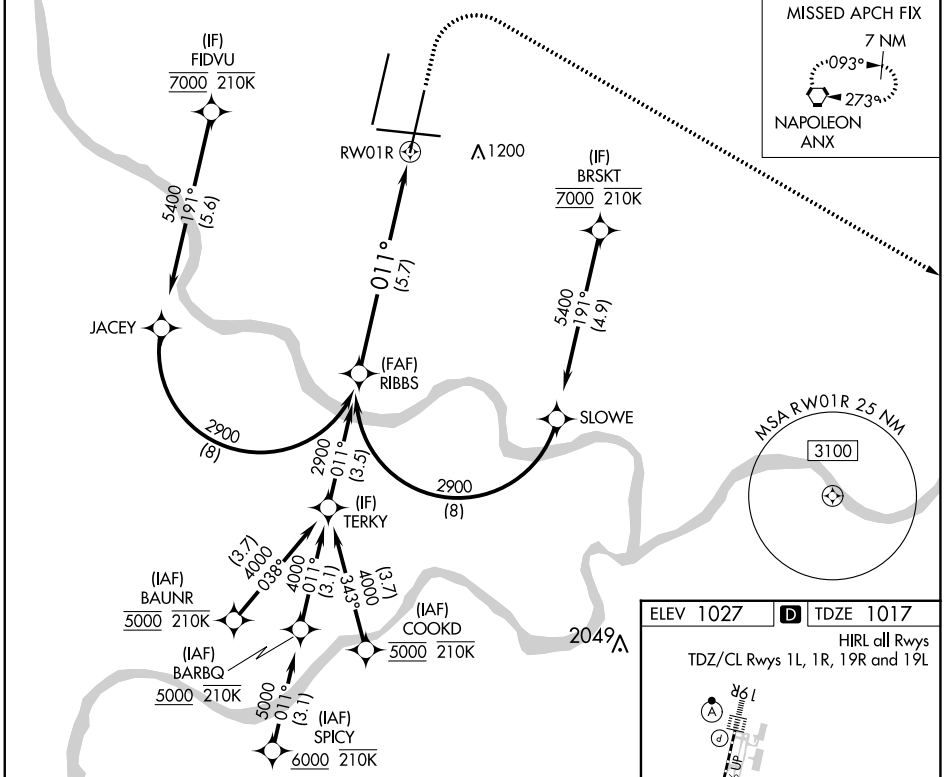 MISSED APCH FIX
7 NM
093°
273°
NAPOLEON
ANX
(IF)
FIDVU
7000 210K
5400
191°
(5.6)
RW01R
1200
(IF)
BRSKT
7000 210K
5400
191°
(4.9)
011°
(5.7)
JACEY
(FAF)
RIBBS
SLOWE
2900
(8)
2900
011°
(3.5)
2900
(8)
MSA RW01R 25 NM
3100
(IF)
TERKY
(3.7)
4000
038°
4000
011°
(3.1)
(3.7)
4000
343°
(IAF)
BAUNR
5000 210K
(IAF)
COOKD
5000 210K
2049
(IAF)
BARBQ
5000 210K
5000
011°
(3.1)
(IAF)
SPICY
6000 210K
ELEV 1027 D TDZE 1017
HIRL all Rwys
TDZ/CL Rwys 1L, 1R, 19R and 19L
19R
A
UP